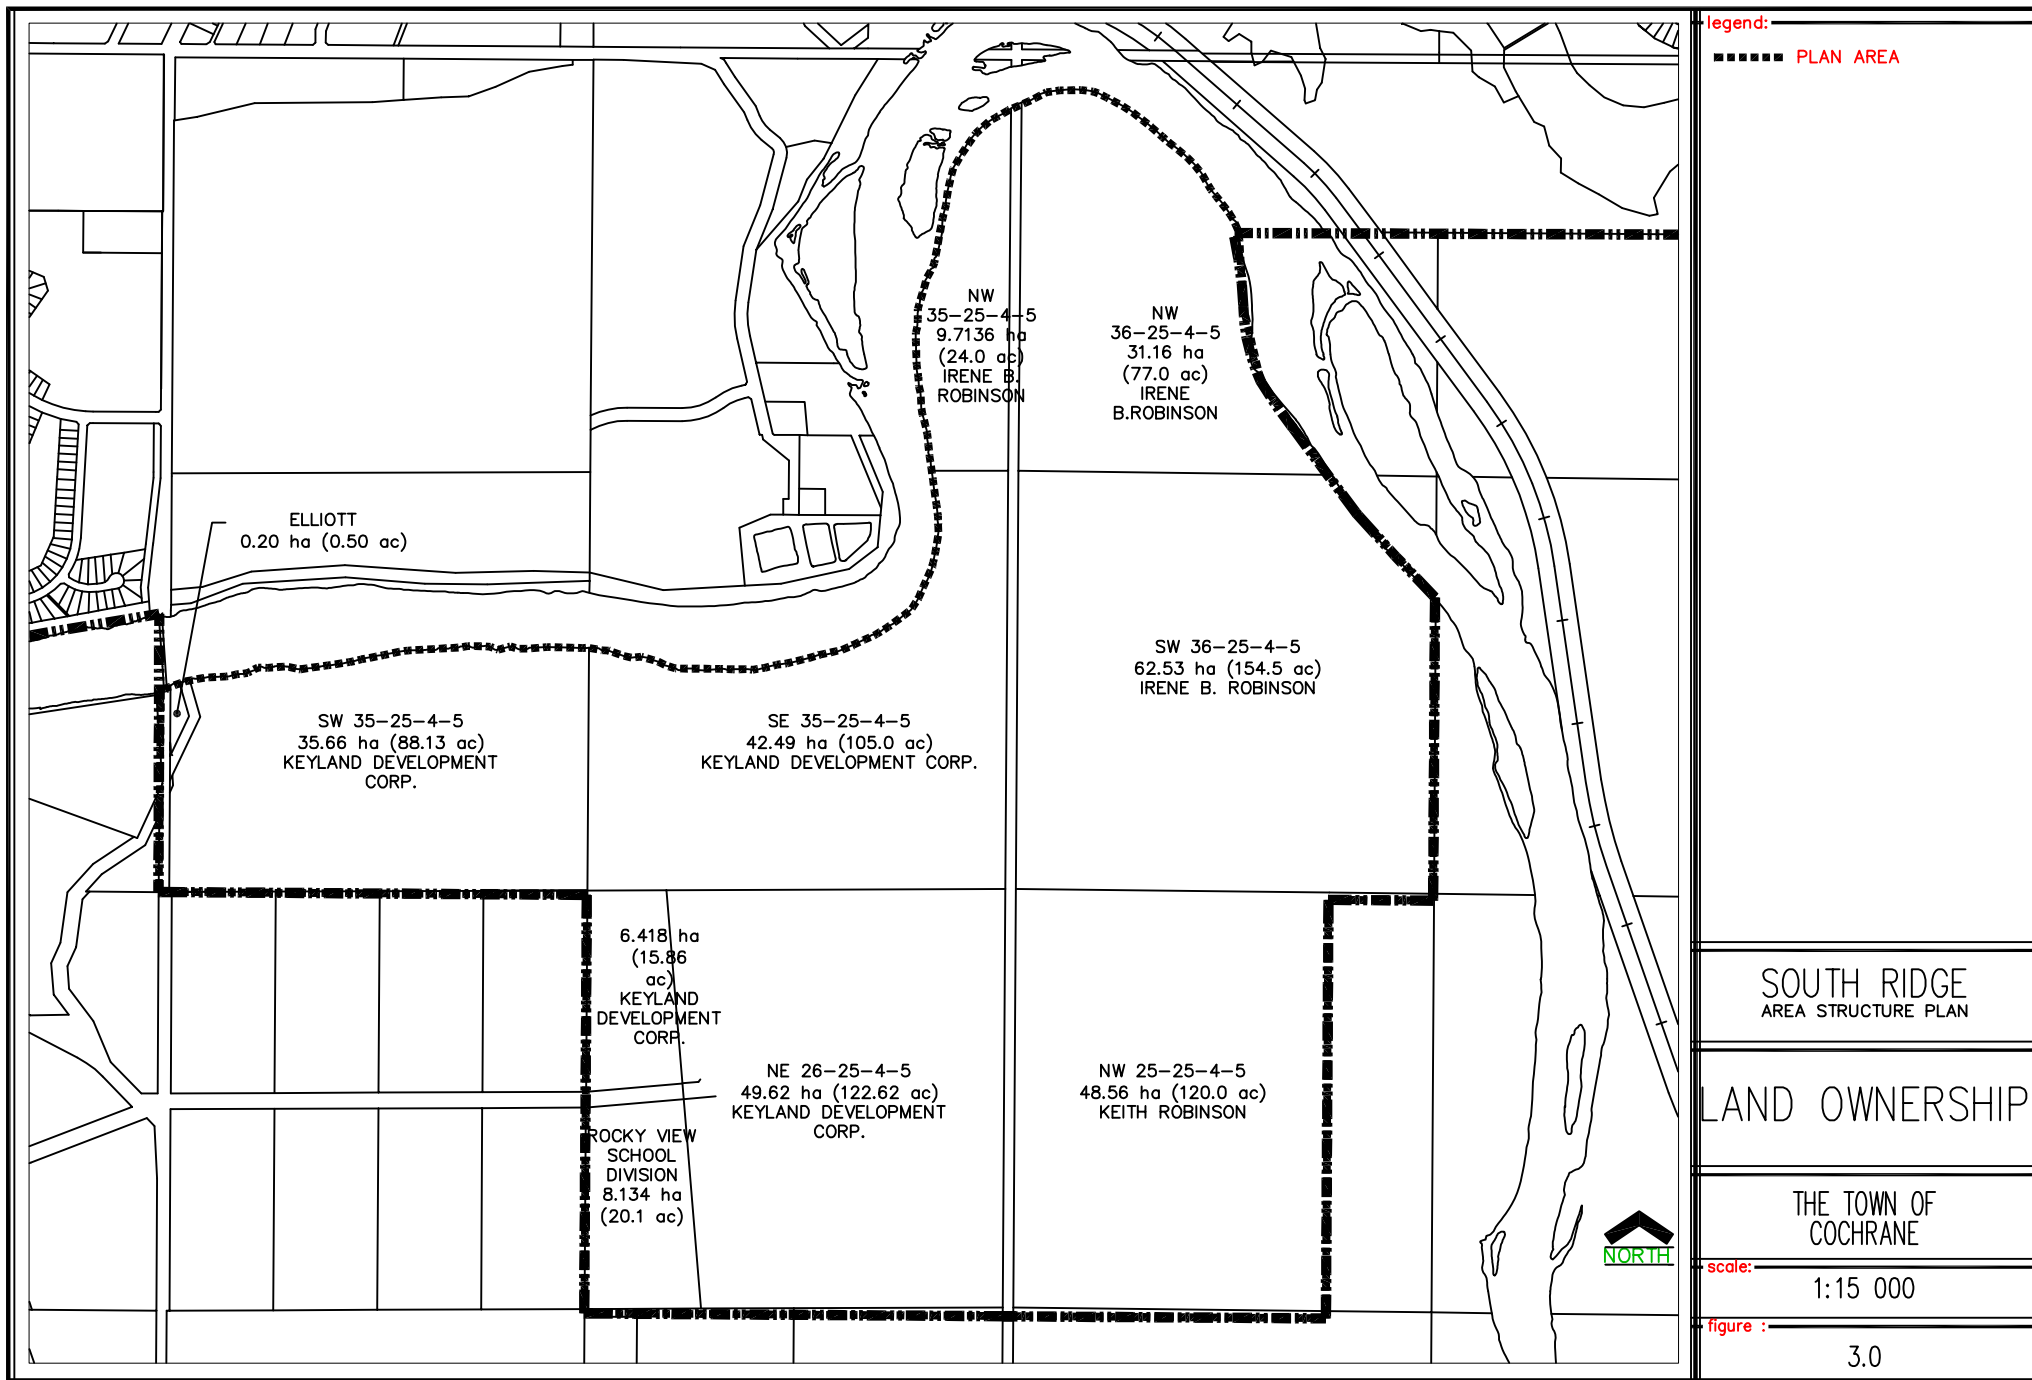 legend:
PLAN AREA
NW
35-25-4-5
9.7136 ha
(24.0 ac)
IRENE B.
ROBINSON
NW
36-25-4-5
31.16 ha
(77.0 ac)
IRENE
B.ROBINSON
ELLIOTT
0.20 ha (0.50 ac)
SW 36-25-4-5
62.53 ha (154.5 ac)
IRENE B. ROBINSON
SW 35-25-4-5
35.66 ha (88.13 ac)
KEYLAND DEVELOPMENT
CORP.
SE 35-25-4-5
42.49 ha (105.0 ac)
KEYLAND DEVELOPMENT CORP.
6.418 ha
(15.86
ac)
KEYLAND
DEVELOPMENT
CORP.
NE 26-25-4-5
49.62 ha (122.62 ac)
KEYLAND DEVELOPMENT
CORP.
NW 25-25-4-5
48.56 ha (120.0 ac)
KEITH ROBINSON
ROCKY VIEW
SCHOOL
DIVISION
8.134 ha
(20.1 ac)
NORTH
SOUTH RIDGE
AREA STRUCTURE PLAN
LAND OWNERSHIP
THE TOWN OF
COCHRANE
scale:
1:15 000
figure :
3.0